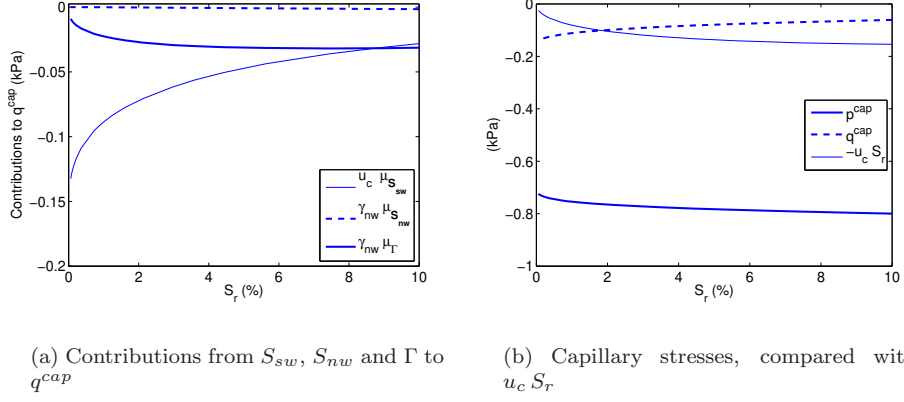 0
−0.05
−0.1
−0.15
−0.2
0 2 4 6 8 10
S_r (%)
Contributions to q^cap (kPa)
u_c μ_S_sw
γ_nw μ_S_nw
γ_nw μ_Γ
0
−0.2
−0.4
−0.6
−0.8
−1
0 2 4 6 8 10
S_r (%)
(kPa)
p^cap
q^cap
−u_c S_r
(a) Contributions from S_sw, S_nw and Γ to
q^cap
(b) Capillary stresses, compared wit
u_c S_r